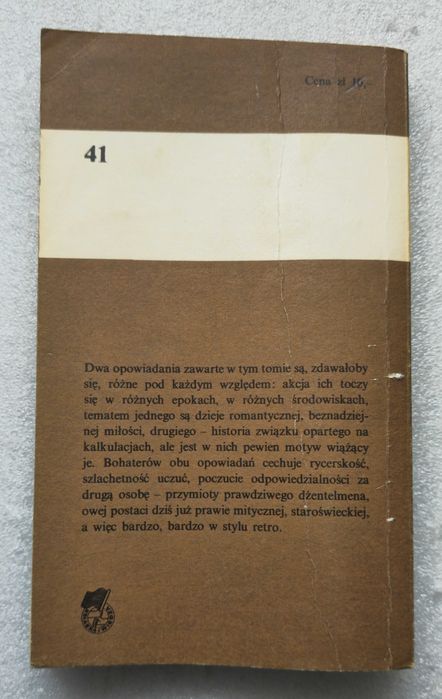 Cena zł 16,-
41
Dwa opowiadania zawarte w tym tomie są, zdawałoby
się, różne pod każdym względem: akcja ich toczy
się w różnych epokach, w różnych środowiskach,
tematem jednego są dzieje romantycznej, beznadziej-
nej miłości, drugiego – historia związku opartego na
kalkulacjach, ale jest w nich pewien motyw wiążący
je. Bohaterów obu opowiadań cechuje rycerskość,
szlachetność uczuć, poczucie odpowiedzialności za
drugą osobę – przymioty prawdziwego dżentelmena,
owej postaci dziś już prawie mitycznej, staroświeckiej,
a więc bardzo, bardzo w stylu retro.